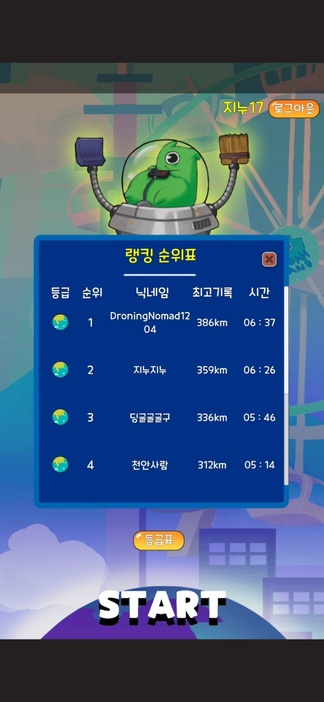 지누17 로그아웃
랭킹 순위표
등급 순위 닉네임 최고기록 시간
1 DroningNomad12
04 386km 06 : 37
2 지누지누 359km 06 : 26
3 딩굴굴굴구 336km 05 : 46
4 천안사람 312km 05 : 14
등급표
START